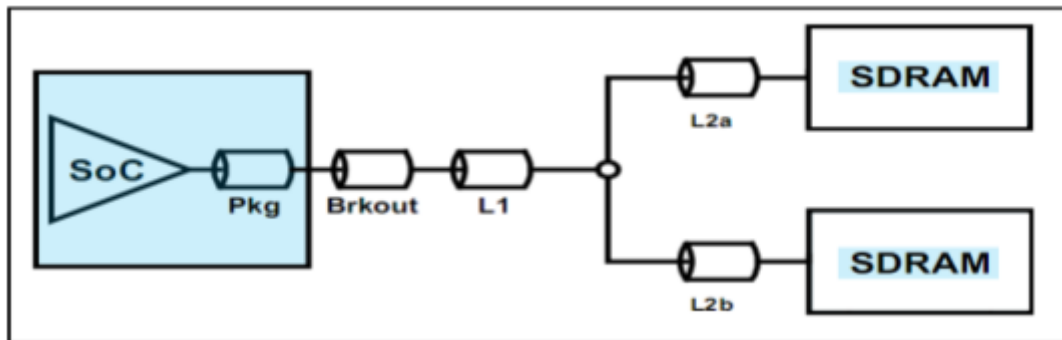 SoC
Pkg
Brkout
L1
L2a
SDRAM
L2b
SDRAM